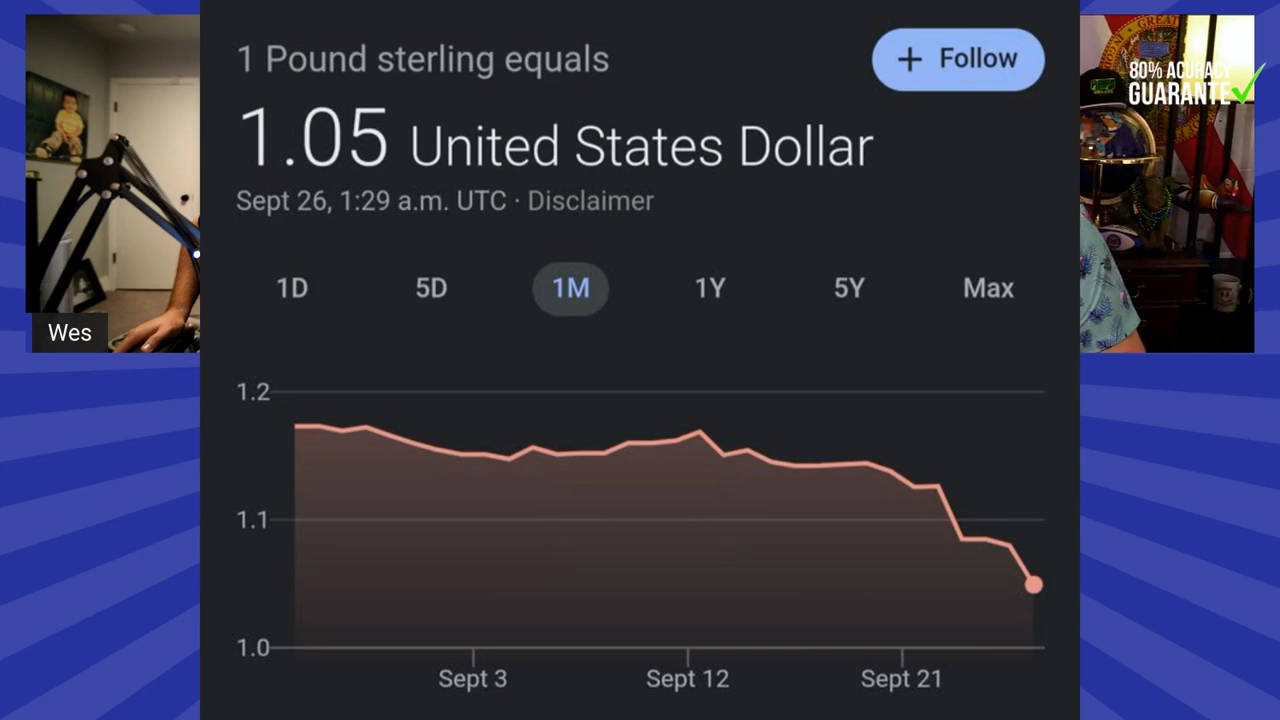 1 Pound sterling equals
+ Follow
1.05 United States Dollar
Sept 26, 1:29 a.m. UTC · Disclaimer
1D 5D 1M 1Y 5Y Max
1.2
1.1
1.0
Sept 3 Sept 12 Sept 21
Wes
80% ACURACY
GUARANTE
GREAT